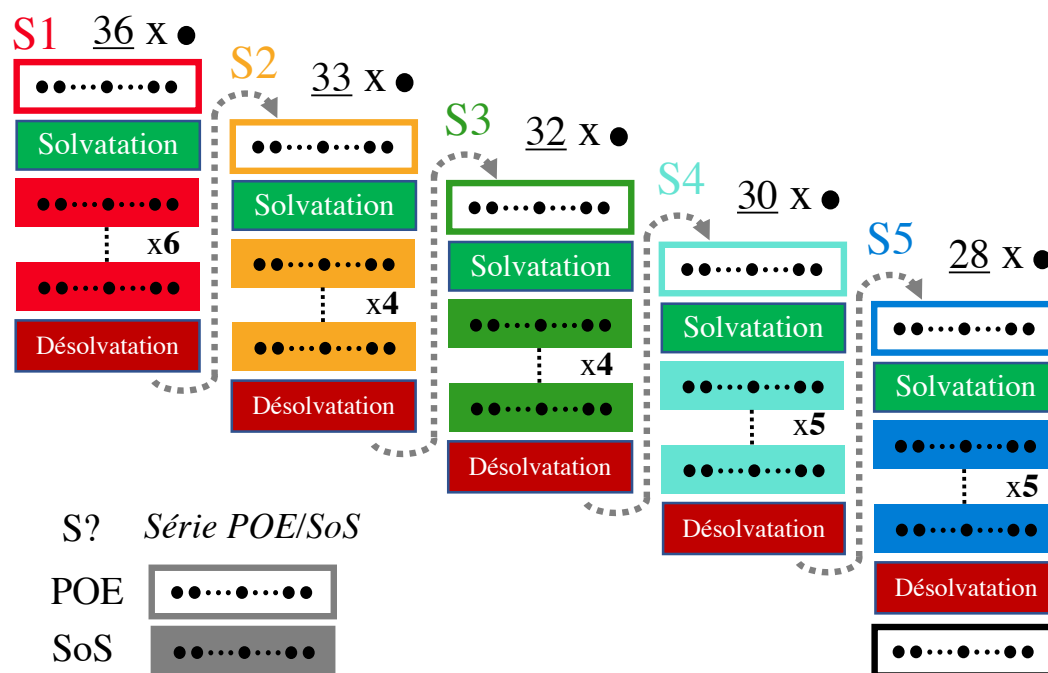 S1 36 x ●
Solvatation
x6
Désolvatation
S2 33 x ●
Solvatation
x4
Désolvatation
S3 32 x ●
Solvatation
x4
Désolvatation
S4 30 x ●
Solvatation
x5
Désolvatation
S5 28 x ●
Solvatation
x5
Désolvatation
S? Série POE/SoS
POE
SoS